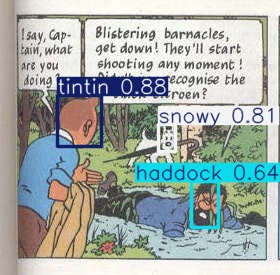 I say, Cap-
tain, what
are you
doing
Blistering barnacles,
get down! They'll start
shooting any moment!
recognise the
Citroen?
tintin 0.88
snowy 0.81
haddock 0.64